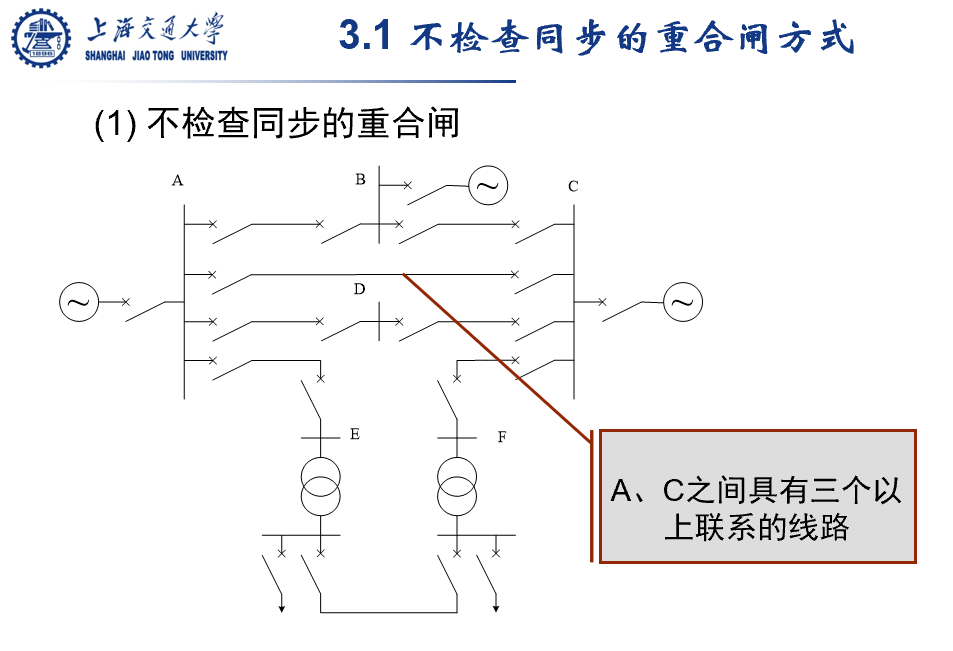 上海交通大学
SHANGHAI JIAO TONG UNIVERSITY
3.1 不检查同步的重合闸方式
(1) 不检查同步的重合闸
A
B
C
~
~
~
D
E
F
A、C之间具有三个以
上联系的线路
1896